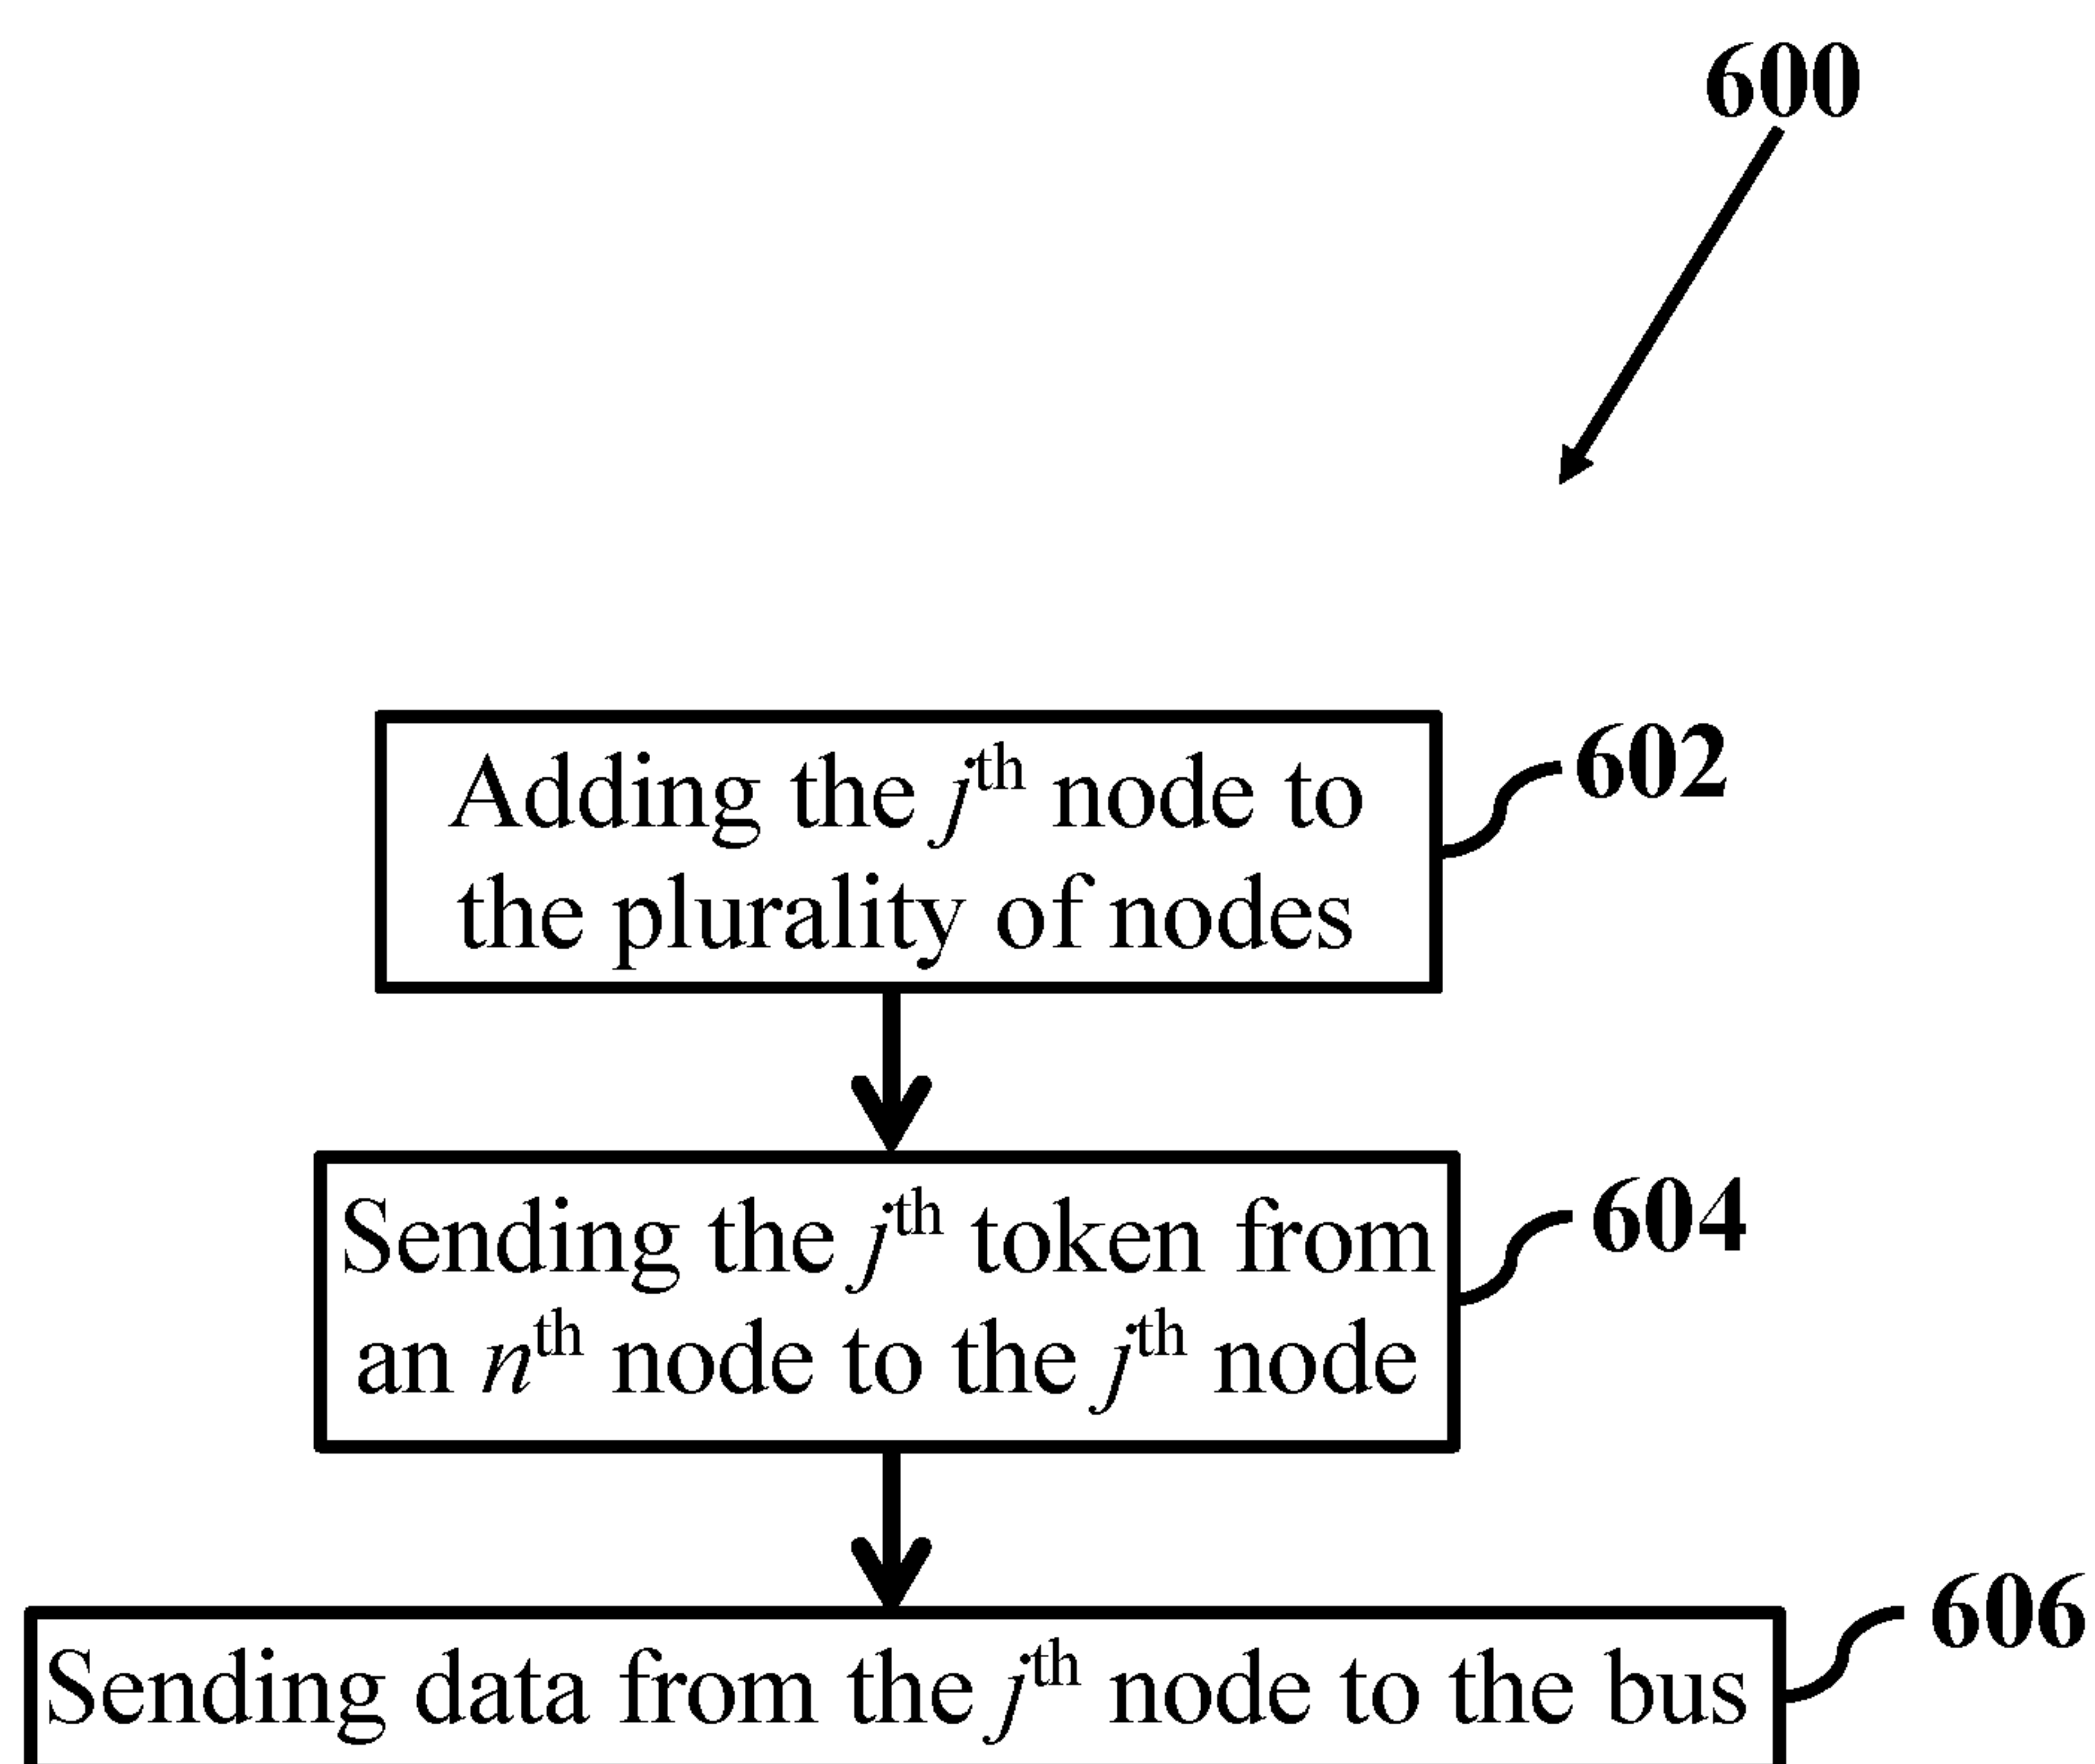 600
Adding the jth node to
the plurality of nodes
602
Sending the jth token from
an nth node to the jth node
604
606
Sending data from the jth node to the bus